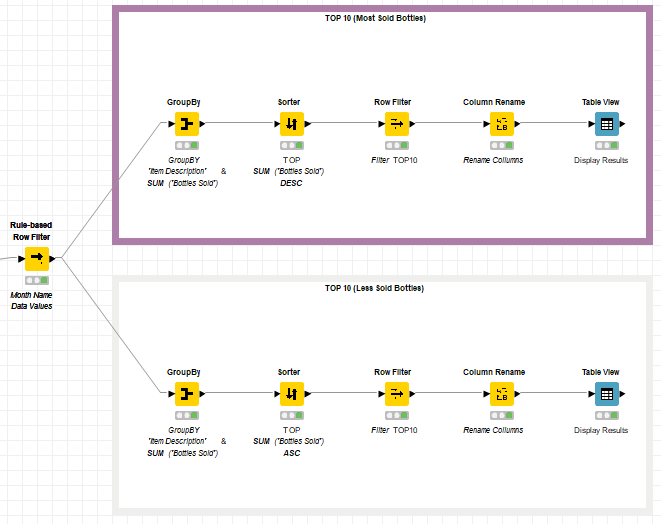 TOP 10 (Most Sold Bottles)
GroupBy
Sorter
Row Filter
Column Rename
Table View
GroupBY
"Item Description" &
SUM ("Bottles Sold")
TOP
SUM ("Bottles Sold")
DESC
Filter TOP10
Rename Collumns
Display Results
Rule-based
Row Filter
Month Name
Data Values
TOP 10 (Less Sold Bottles)
GroupBy
Sorter
Row Filter
Column Rename
Table View
GroupBY
"Item Description" &
SUM ("Bottles Sold")
TOP
SUM ("Bottles Sold")
ASC
Filter TOP10
Rename Collumns
Display Results